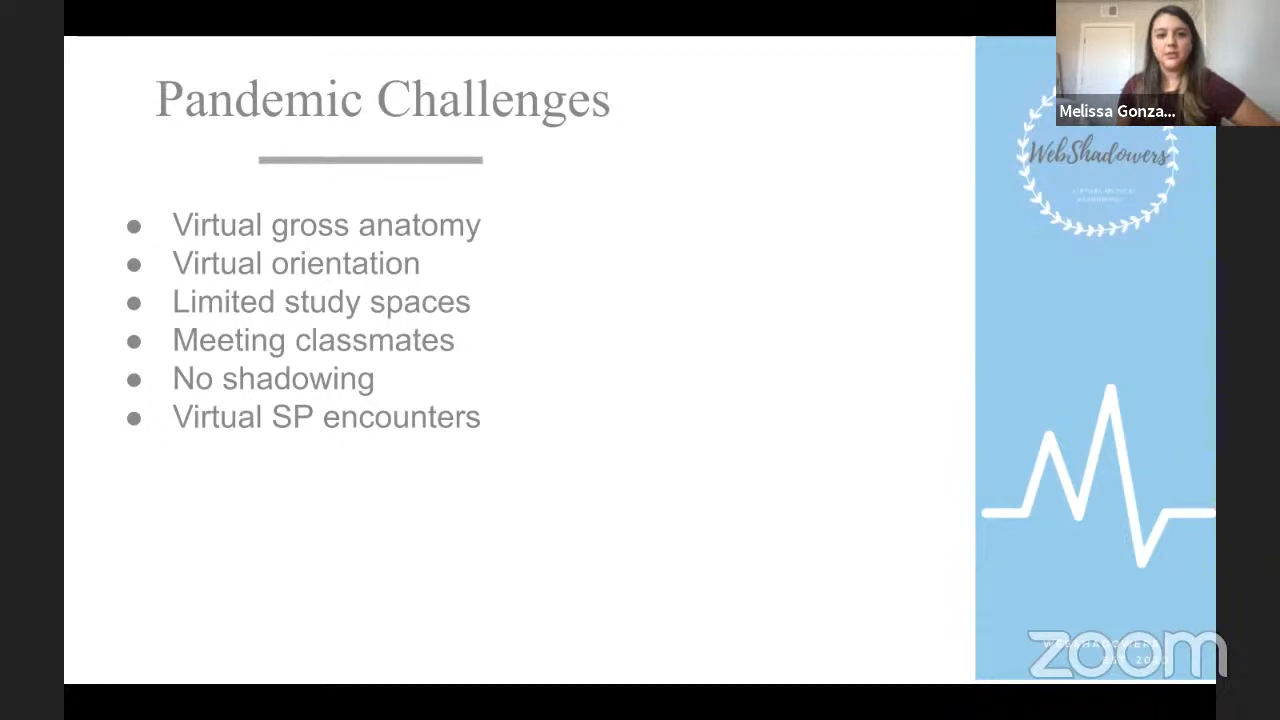 Pandemic Challenges
Melissa Gonza...
WebShadowers
● Virtual gross anatomy
● Virtual orientation
● Limited study spaces
● Meeting classmates
● No shadowing
● Virtual SP encounters
zoom